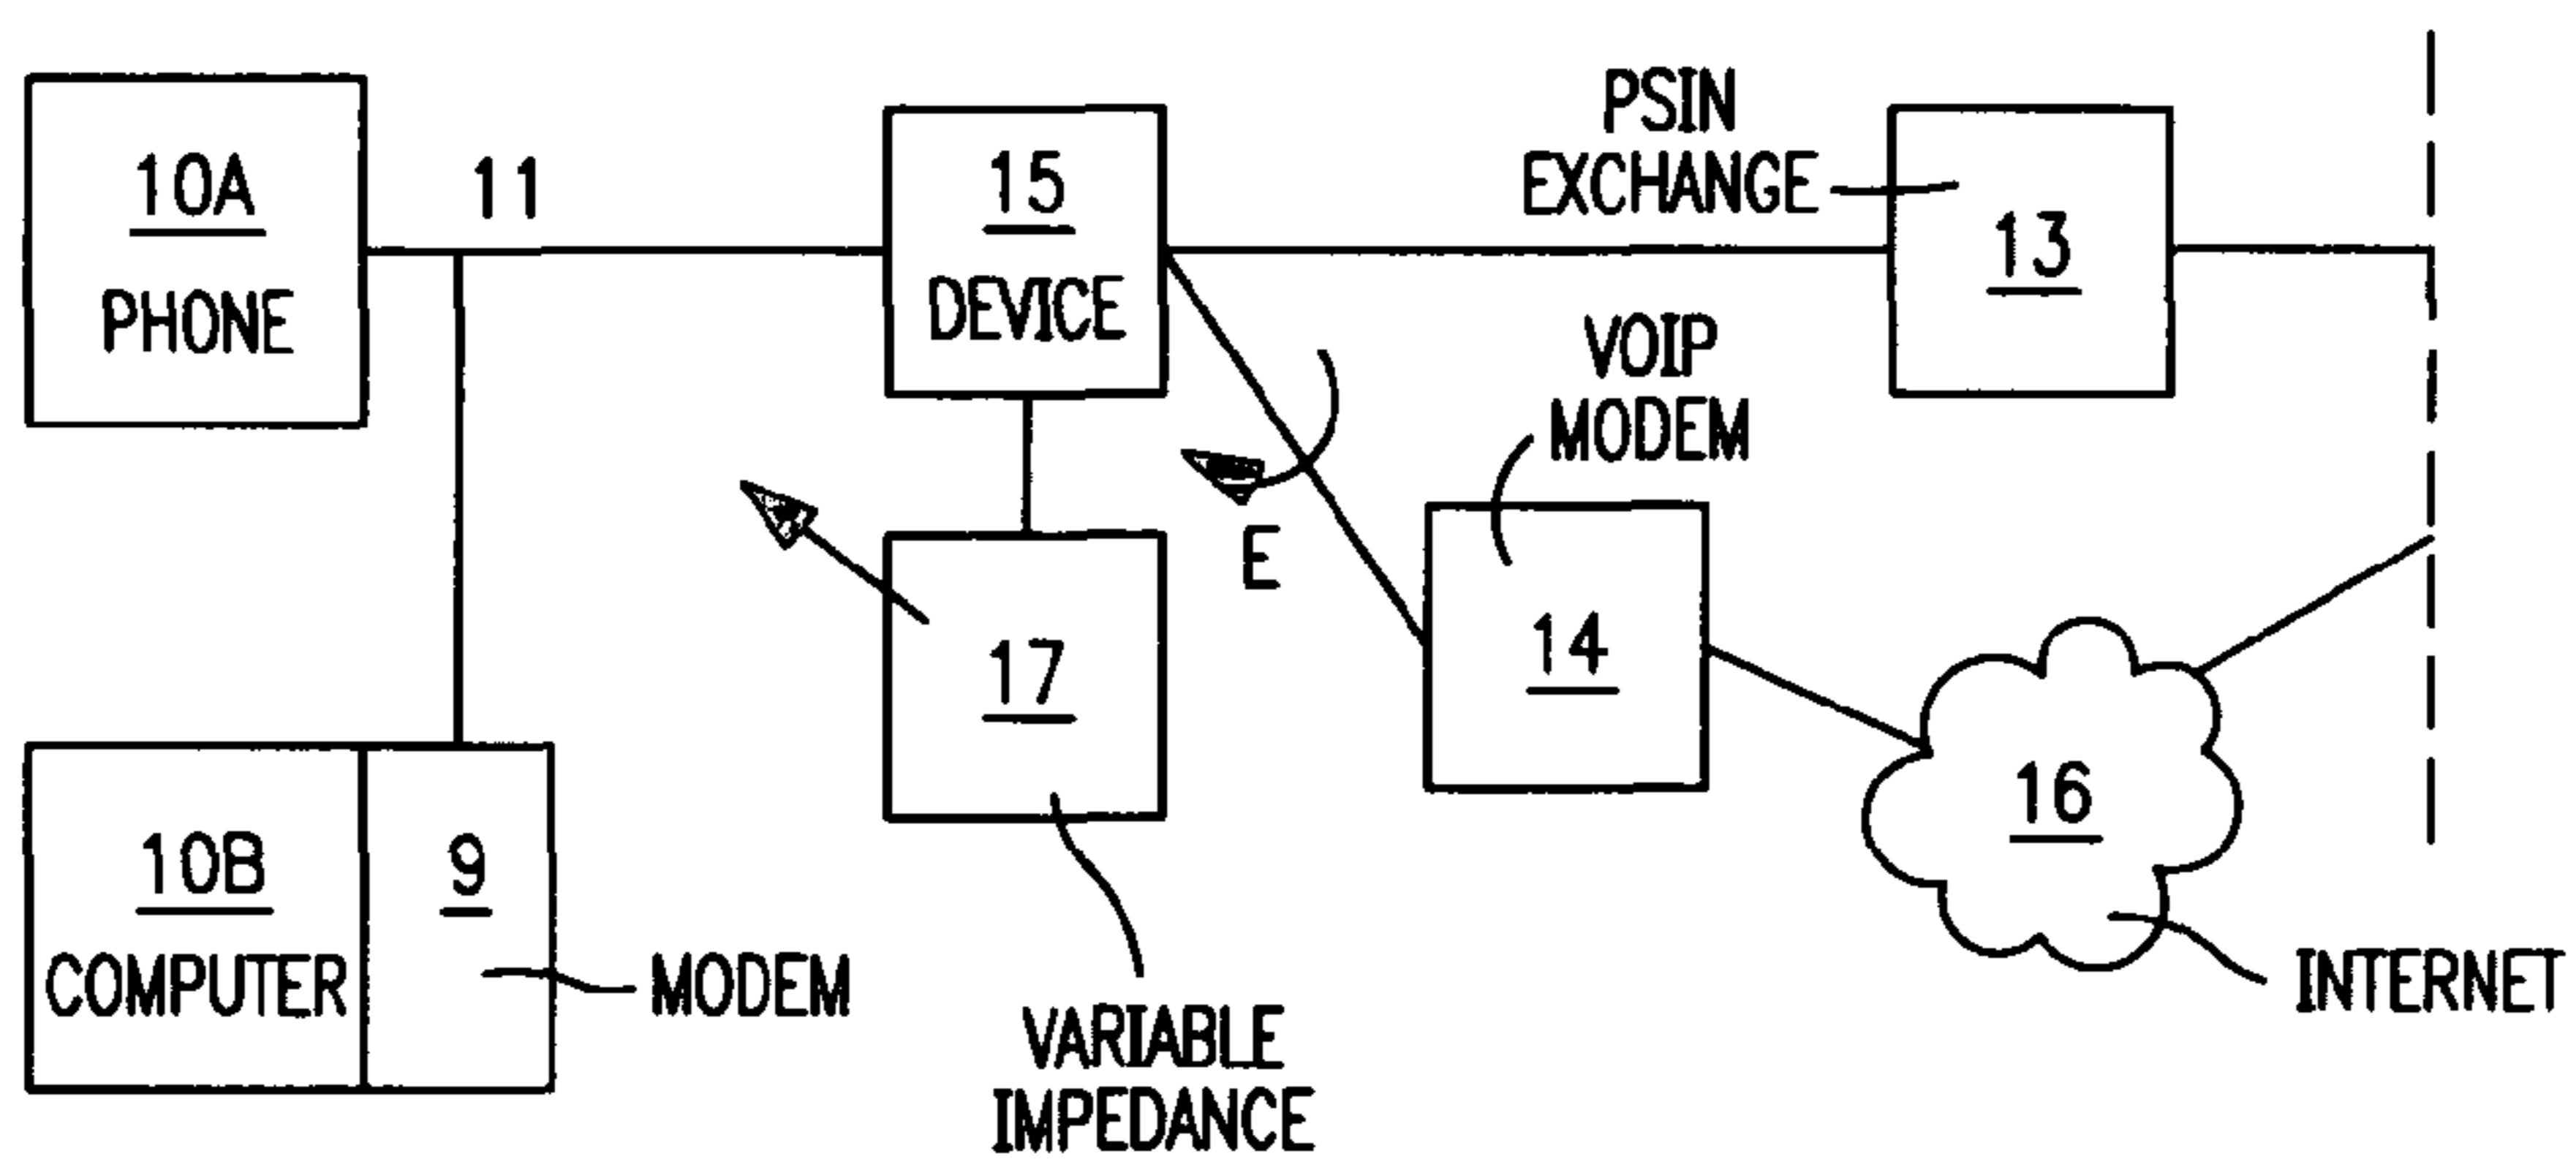 10A
PHONE
11
15
DEVICE
PSIN
EXCHANGE
13
VOIP
MODEM
E
14
17
VARIABLE
IMPEDANCE
10B
COMPUTER
9
MODEM
16
INTERNET